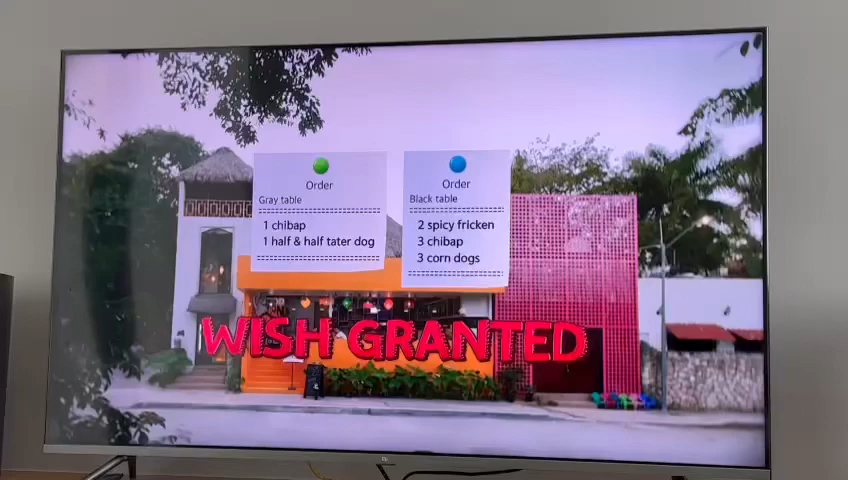 Order
Gray table
1 chibap
1 half & half tater dog
Order
Black table
2 spicy fricken
3 chibap
3 corn dogs
WISH GRANTED